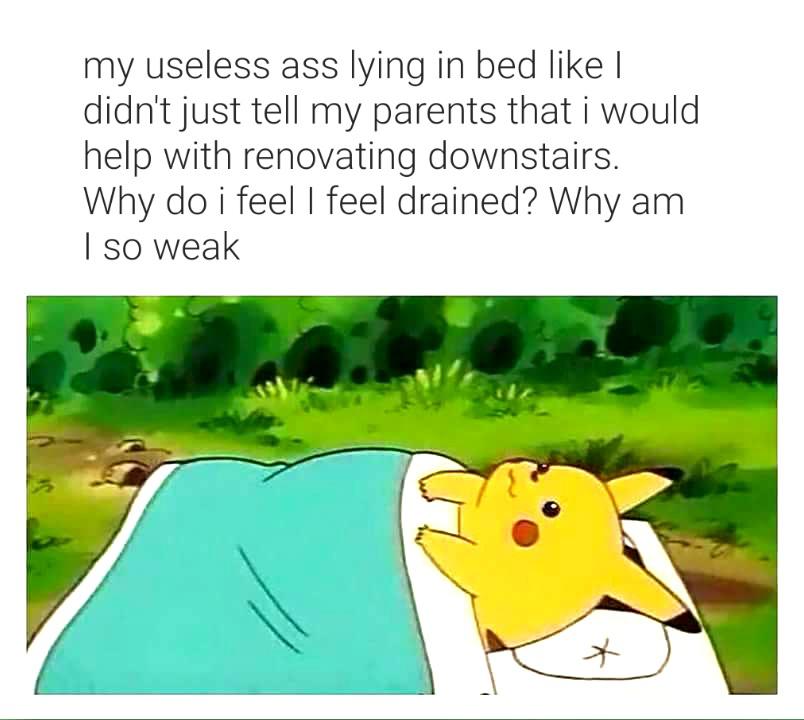 my useless ass lying in bed like I
didn't just tell my parents that i would
help with renovating downstairs.
Why do i feel I feel drained? Why am
I so weak